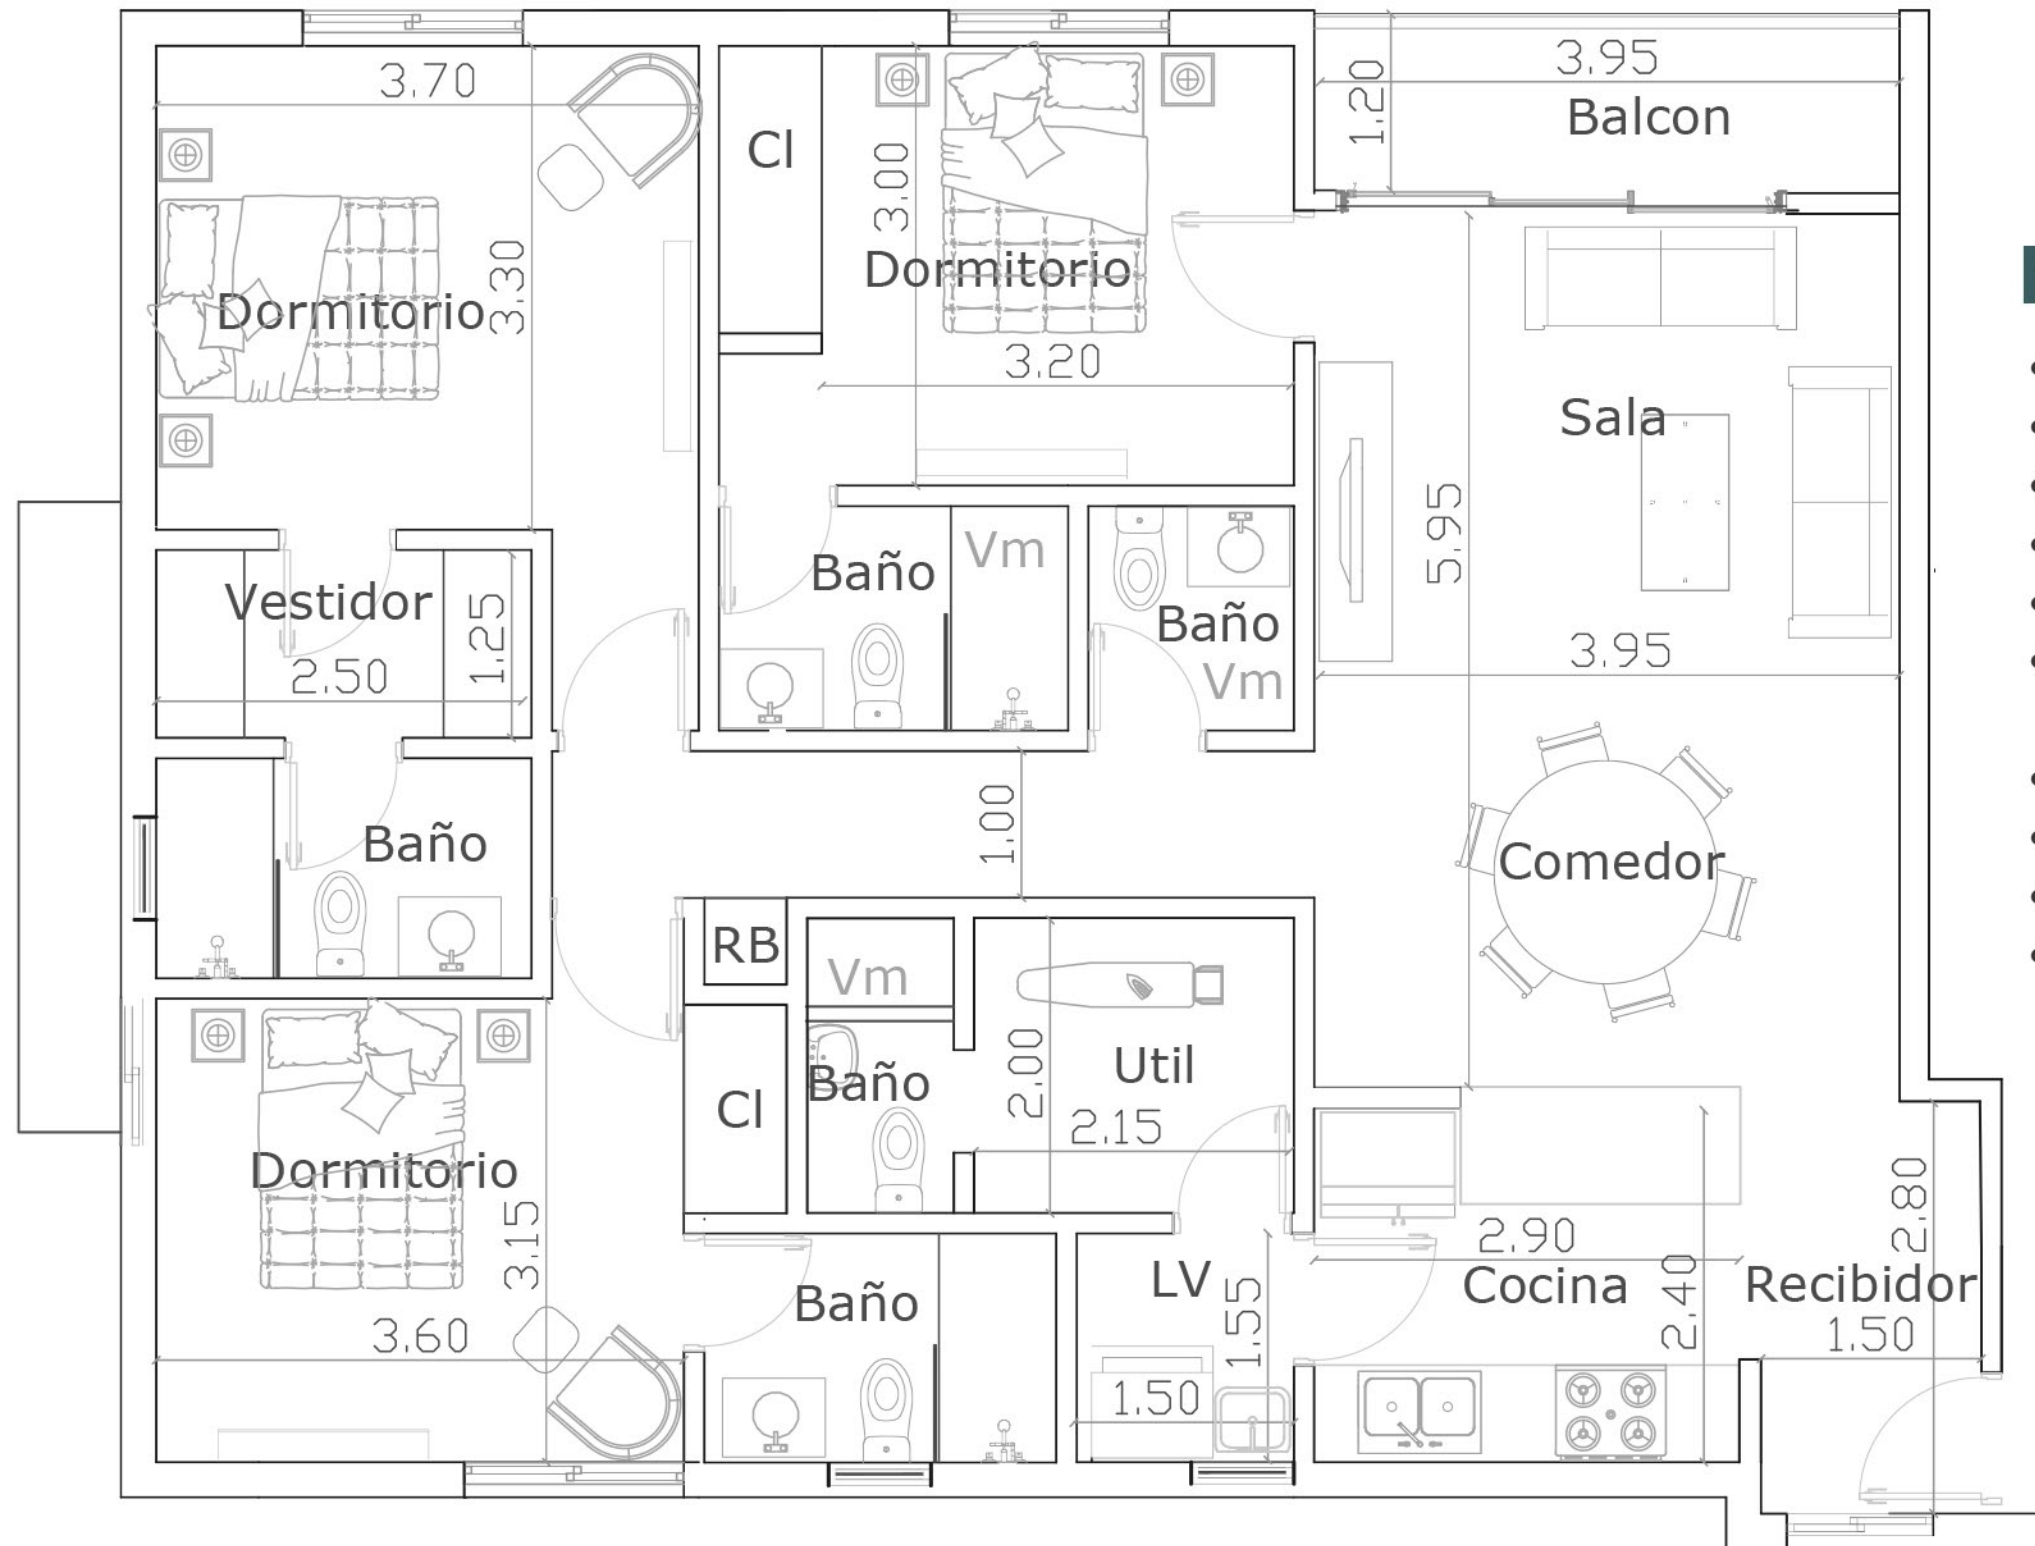 3.70
3.95
1.20
Balcon
Cl
3.00
3.30
Dormitorio
Dormitorio
3.20
Sala
5.95
Vm
Baño
Vestidor
1.25
Baño
2.50
3.95
Vm
1.00
Baño
Comedor
RB
Vm
Util
2.00
Baño
Cl
2.15
Dormitorio
3.15
2.80
2.90
LV
Cocina
Recibidor
Baño
1.55
2.40
3.60
1.50
1.50